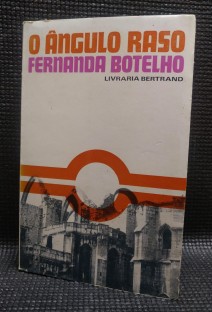 O ÂNGULO RASO
FERNANDA BOTELHO
LIVRARIA BERTRAND